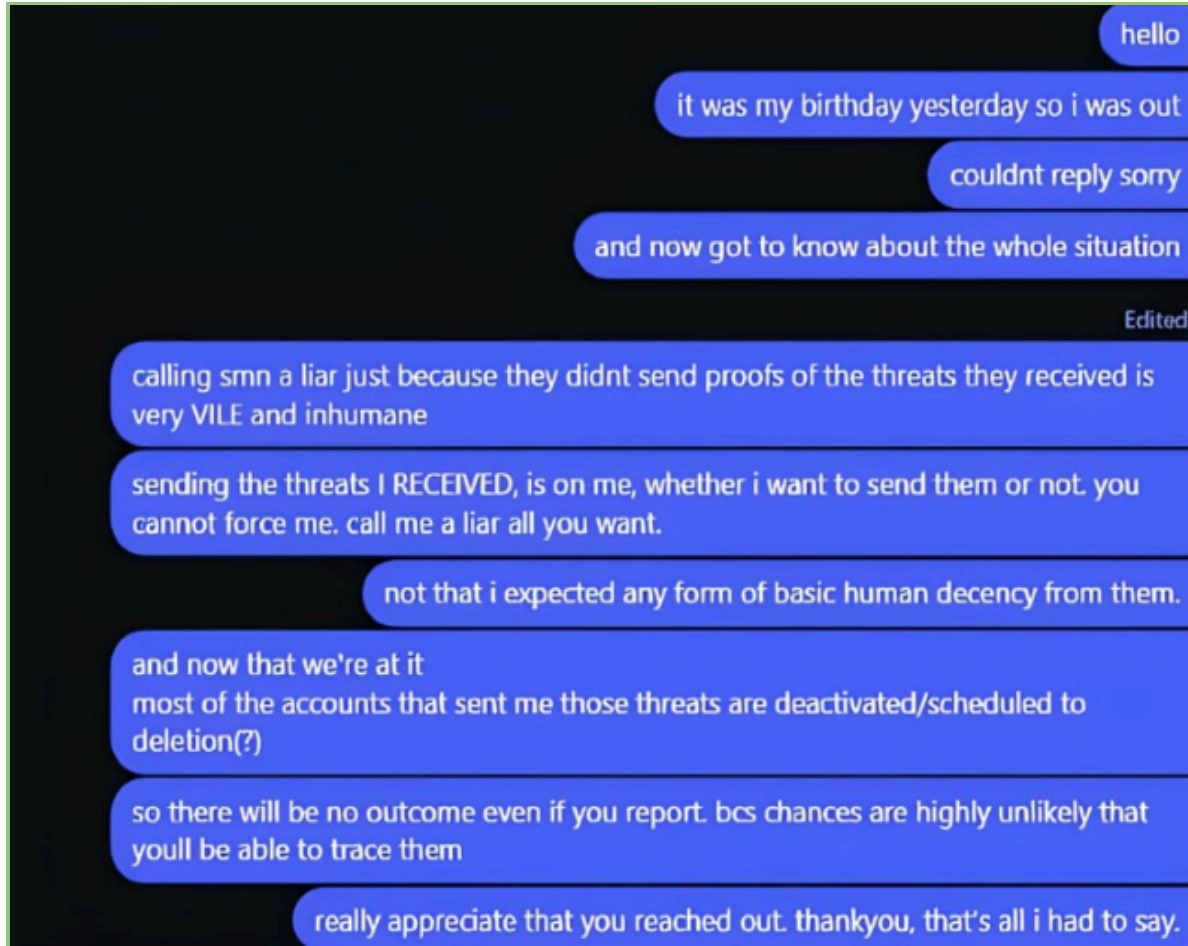 hello
it was my birthday yesterday so i was out
couldnt reply sorry
and now got to know about the whole situation
Edited
calling smn a liar just because they didnt send proofs of the threats they received is
very VILE and inhumane
sending the threats I RECEIVED, is on me, whether i want to send them or not. you
cannot force me. call me a liar all you want.
not that i expected any form of basic human decency from them.
and now that we're at it
most of the accounts that sent me those threats are deactivated/scheduled to
deletion(?)
so there will be no outcome even if you report. bcs chances are highly unlikely that
youll be able to trace them
really appreciate that you reached out. thankyou, that's all i had to say.